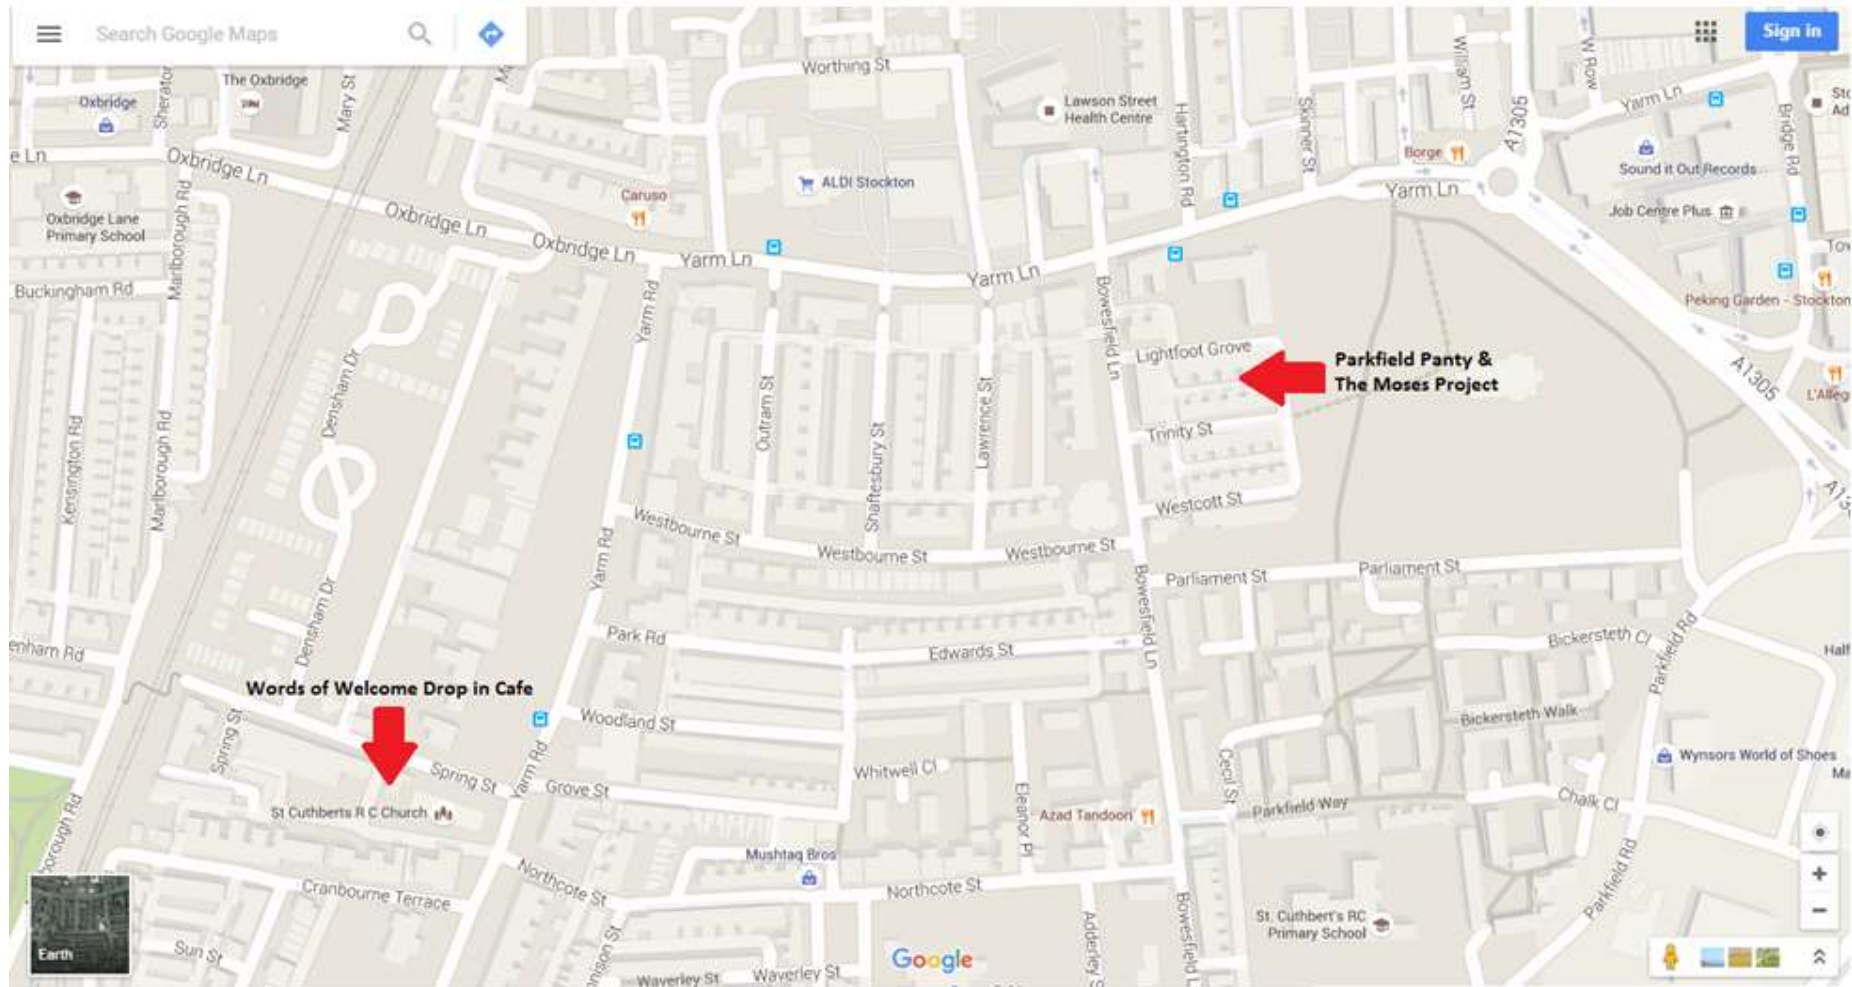 Search Google Maps
Sign in
Worthing St
The Oxbridge
Oxbridge
Mary St
Lawson Street
Health Centre
Hartington Rd
Skinner St
William St
W Row
A1305
Yarm Ln
Bridge Rd
Borge
Sound it Out Records
Oxbridge Ln
Marlborough Rd
Caruso
ALDI Stockton
Yarm Ln
Job Centre Plus
Oxbridge Lane
Primary School
Oxbridge Ln
Oxbridge Ln
Yarm Ln
Yarm Ln
Buckingham Rd
Peking Garden - Stockton
Yarm Rd
Bowesfield Ln
Lightfoot Grove
Parkfield Panty &
The Moses Project
A1305
Densham Dr
Outram St
Lawrence St
Shaftesbury St
Trinity St
Kensington Rd
Marlborough Rd
Westcott St
Westbourne St
Westbourne St
Westbourne St
Yarm Rd
Parliament St
Parliament St
Bowesfield Ln
Densham Dr
Park Rd
Edwards St
Bickersteth Cl
Parkfield Rd
Words of Welcome Drop in Cafe
Woodland St
Bickersteth Walk
Spring St
Spring St
Yarm Rd
Grove St
Whitwell Cl
Eleanor Pl
Cecil St
Wynsors World of Shoes
St Cuthberts R C Church
Azad Tandoori
Parkfield Way
Chalk Cl
Mushtaq Bros
Northcote St
Northcote St
Cranbourne Terrace
Parkfield Rd
Adderley S
Bowesfield L
St. Cuthbert's RC
Primary School
Earth
Sun St
Google
Waverley St
Waverley St